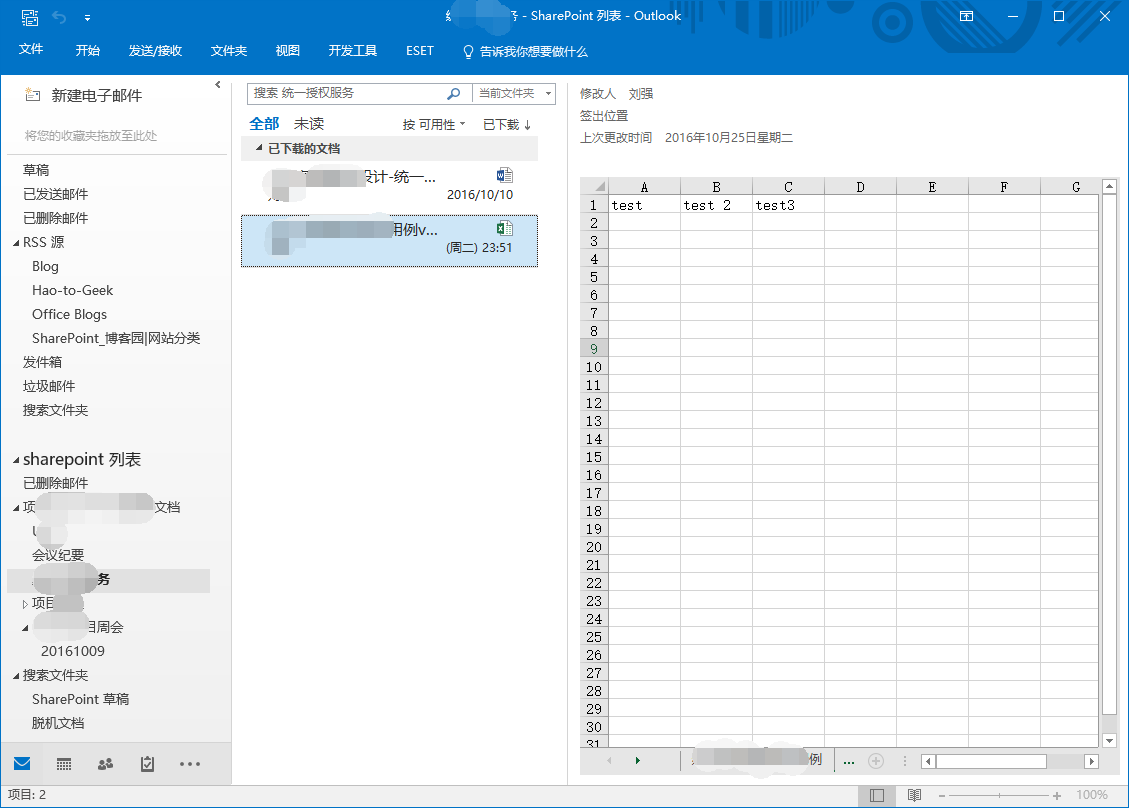 务 - SharePoint 列表 - Outlook
文件 开始 发送/接收 文件夹 视图 开发工具 ESET 告诉我你想要做什么
新建电子邮件
将您的收藏夹拖放至此处
草稿
已发送邮件
已删除邮件
RSS 源
Blog
Hao-to-Geek
Office Blogs
SharePoint_博客园|网站分类
发件箱
垃圾邮件
搜索文件夹
sharepoint 列表
已删除邮件
项 文档
会议纪要
务
项目
目周会
20161009
搜索文件夹
SharePoint 草稿
脱机文档
搜索 统一授权服务 当前文件夹
全部 未读 按 可用性 已下载 ↓
已下载的文档
设计-统一...
2016/10/10
用例v...
(周二) 23:51
修改人 刘强
签出位置
上次更改时间 2016年10月25日星期二
A B C D E F G
1 test test 2 test3
2
3
4
5
6
7
8
9
10
11
12
13
14
15
16
17
18
19
20
21
22
23
24
25
26
27
28
29
30
31
例 ...
项目: 2 100%